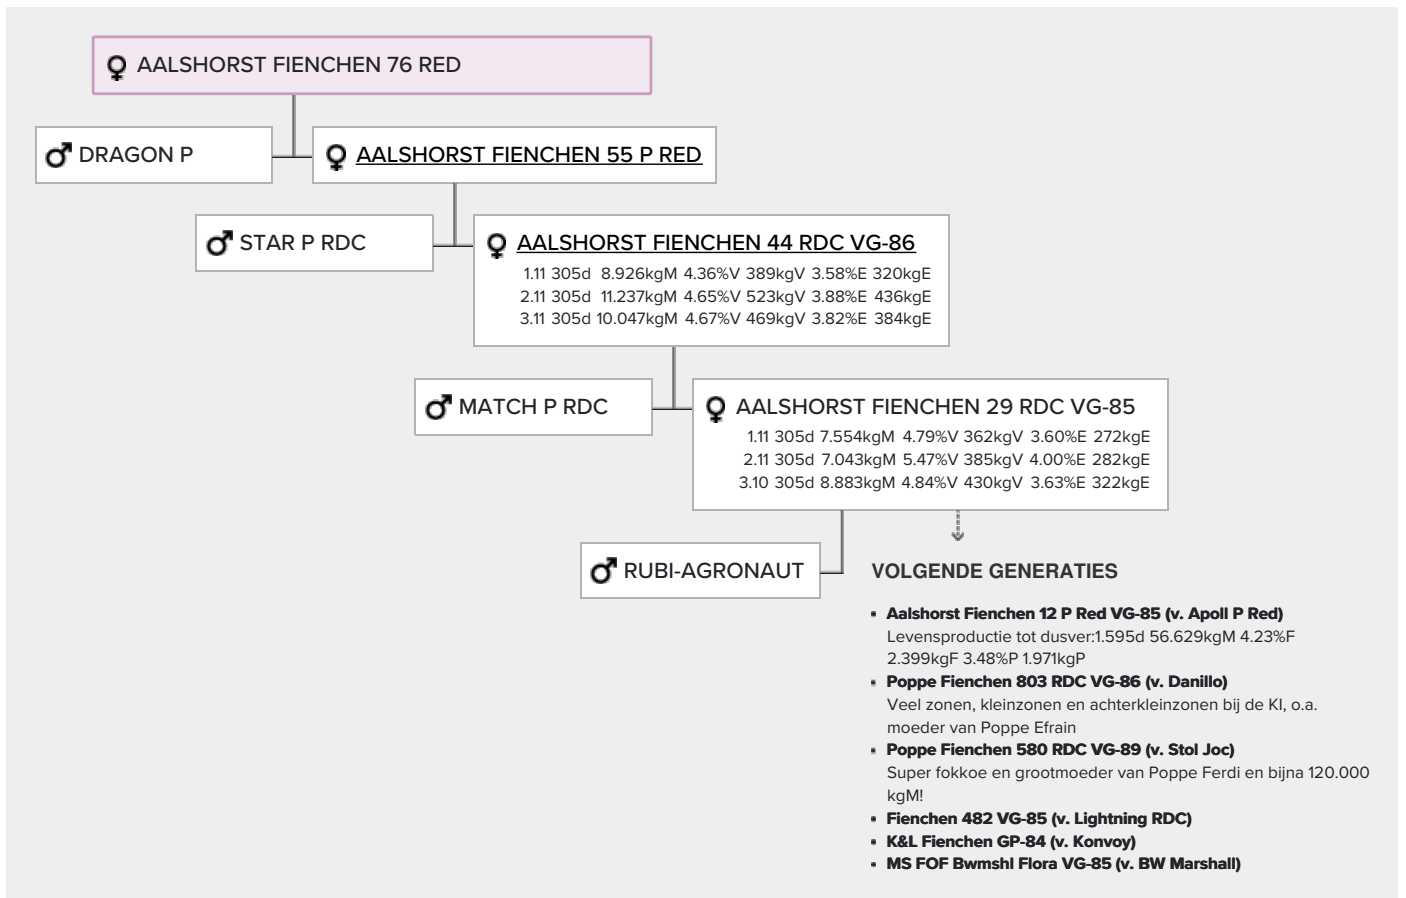 AALSHORST FIENCHEN 76 RED
DRAGON P
AALSHORST FIENCHEN 55 P RED
STAR P RDC
AALSHORST FIENCHEN 44 RDC VG-86
1.11 305d 8.926kgM 4.36%V 389kgV 3.58%E 320kgE
2.11 305d 11.237kgM 4.65%V 523kgV 3.88%E 436kgE
3.11 305d 10.047kgM 4.67%V 469kgV 3.82%E 384kgE
MATCH P RDC
AALSHORST FIENCHEN 29 RDC VG-85
1.11 305d 7.554kgM 4.79%V 362kgV 3.60%E 272kgE
2.11 305d 7.043kgM 5.47%V 385kgV 4.00%E 282kgE
3.10 305d 8.883kgM 4.84%V 430kgV 3.63%E 322kgE
RUBI-AGRONAUT
VOLGENDE GENERATIES
Aalshorst Fienchen 12 P Red VG-85 (v. Apoll P Red)
Levensproductie tot dusver:1.595d 56.629kgM 4.23%F
2.399kgF 3.48%P 1.971kgP
Poppe Fienchen 803 RDC VG-86 (v. Danillo)
Veel zonen, kleinzonen en achterkleinzonen bij de KI, o.a.
moeder van Poppe Efrain
Poppe Fienchen 580 RDC VG-89 (v. Stol Joc)
Super fokkoe en grootmoeder van Poppe Ferdi en bijna 120.000
kgM!
Fienchen 482 VG-85 (v. Lightning RDC)
K&L Fienchen GP-84 (v. Konvoy)
MS FOF Bwmshl Flora VG-85 (v. BW Marshall)